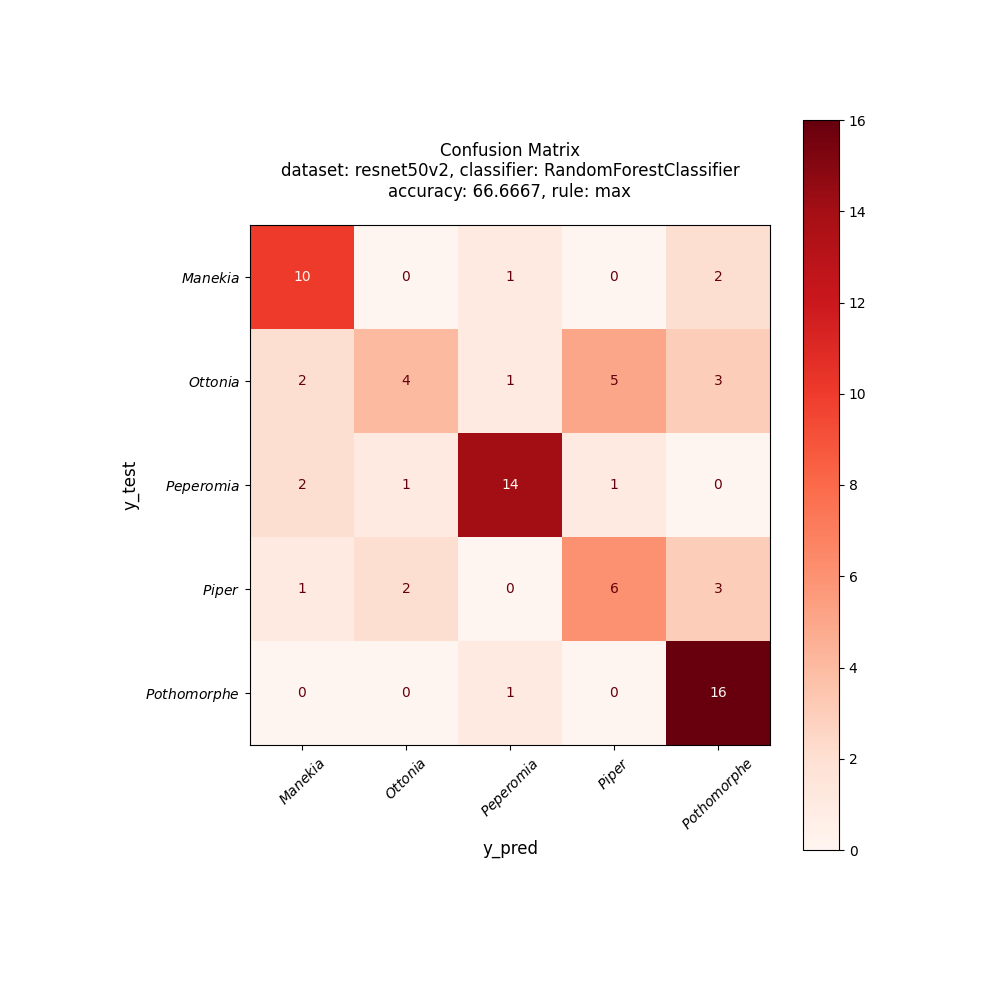 Confusion Matrix
dataset: resnet50v2, classifier: RandomForestClassifier
accuracy: 66.6667, rule: max
Manekia 10 0 1 0 2
Ottonia 2 4 1 5 3
Peperomia 2 1 14 1 0
Piper 1 2 0 6 3
Pothomorphe 0 0 1 0 16
y_test
Manekia Ottonia Peperomia Piper Pothomorphe
y_pred
16
14
12
10
8
6
4
2
0